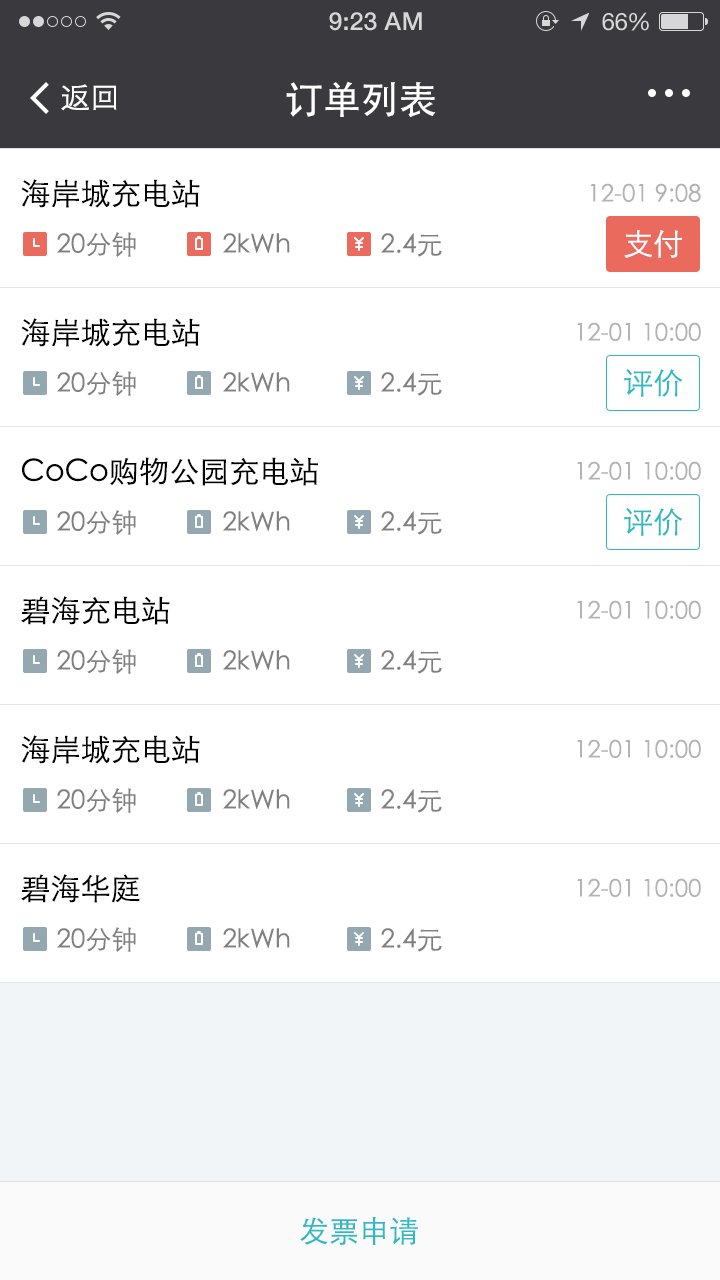 9:23 AM 66%
返回 订单列表
海岸城充电站 12-01 9:08
20分钟 2kWh ¥ 2.4元 支付
海岸城充电站 12-01 10:00
20分钟 2kWh ¥ 2.4元 评价
CoCo购物公园充电站 12-01 10:00
20分钟 2kWh ¥ 2.4元 评价
碧海充电站 12-01 10:00
20分钟 2kWh ¥ 2.4元
海岸城充电站 12-01 10:00
20分钟 2kWh ¥ 2.4元
碧海华庭 12-01 10:00
20分钟 2kWh ¥ 2.4元
发票申请